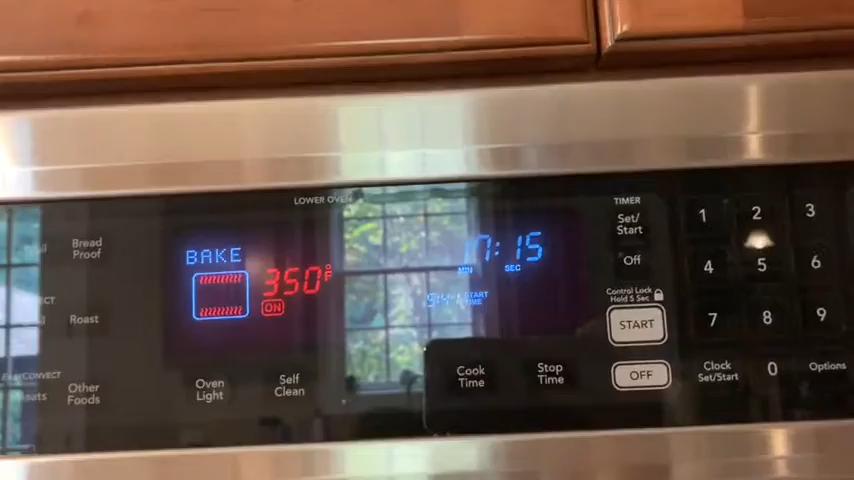 LOWER OVEN
BAKE
350°F
ON
17:15
MIN SEC
START TIME
Bread Proof
Roast
Other Foods
Oven Light
Self Clean
Cook Time
Stop Time
TIMER
Set/ Start
Off
Control Lock
Hold 5 Sec
START
OFF
1 2 3
4 5 6
7 8 9
Clock Set/Start
0
Options